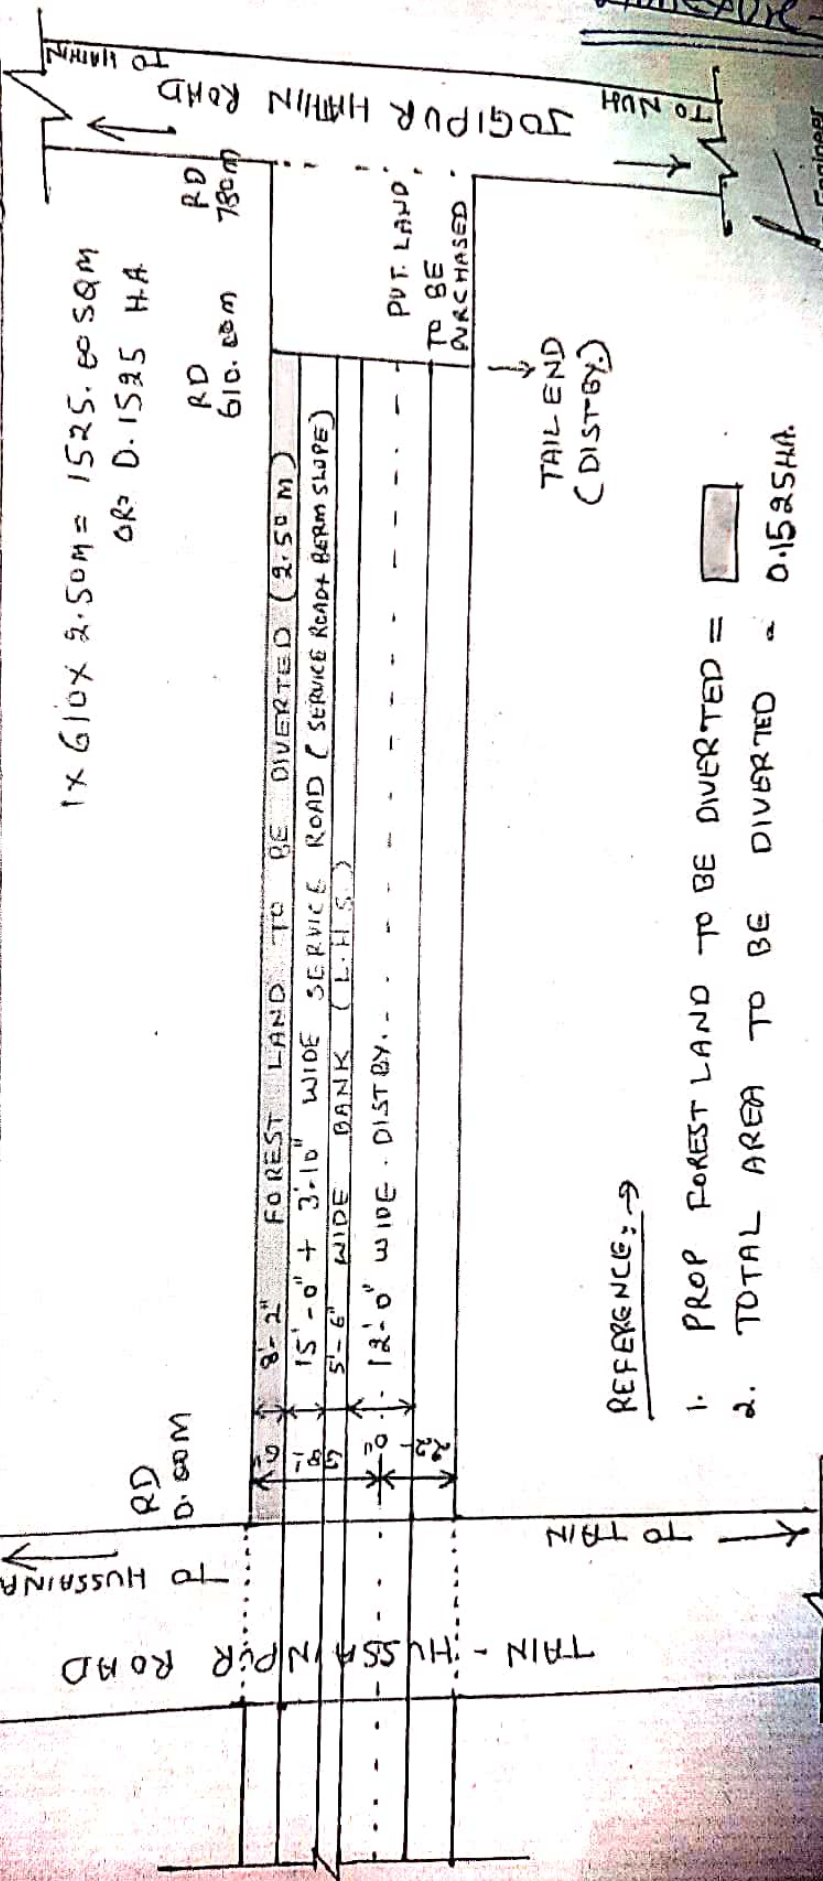 1 x 610 x 2.50M = 1525.00 SQM
OR = 0.1525 HA
RD
0.00M
RD
610.00M
RD
780M
TO HATHIN
JOGIPUR HATHIN ROAD
TO NUH
8'-2" FOREST LAND TO BE DIVERTED (2.50 M)
15'-0" + 3'-10" WIDE SERVICE ROAD (SERVICE ROAD + BERM SLOPE)
5'-6" WIDE BANK (L.H.S.)
12'-0" WIDE DISTBY.
PVT. LAND
TO BE
PURCHASED
TAIL END
(DISTBY.)
TO HUSSAINA
TAIN - HUSSAINPUR ROAD
TO TAIN
REFERENCE:→
1. PROP FOREST LAND TO BE DIVERTED =
2. TOTAL AREA TO BE DIVERTED = 0.1525HA.
Engineer